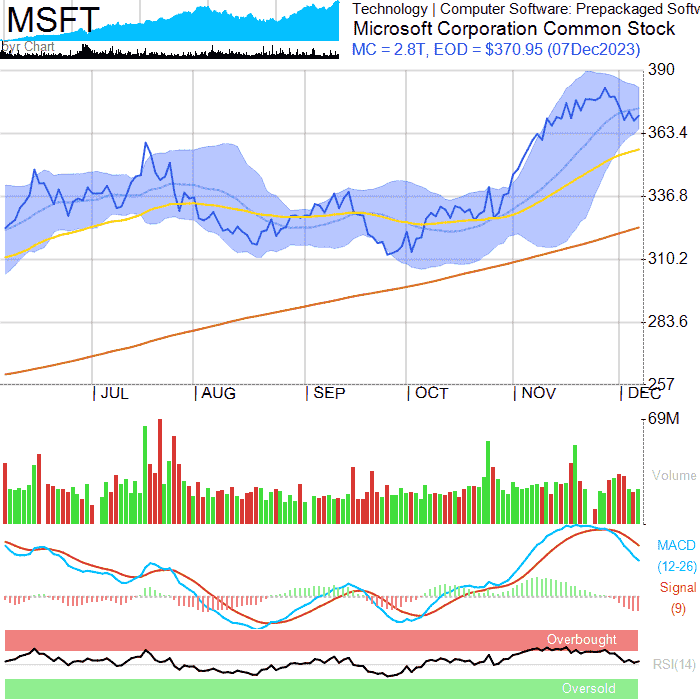 MSFT
by Chart
Technology | Computer Software: Prepackaged Softw
Microsoft Corporation Common Stock
MC = 2.8T, EOD = $370.95 (07Dec2023)
390
363.4
336.8
310.2
283.6
257
JUL AUG SEP OCT NOV DEC
69M
Volume
MACD
(12-26)
Signal
(9)
Overbought
RSI(14)
Oversold